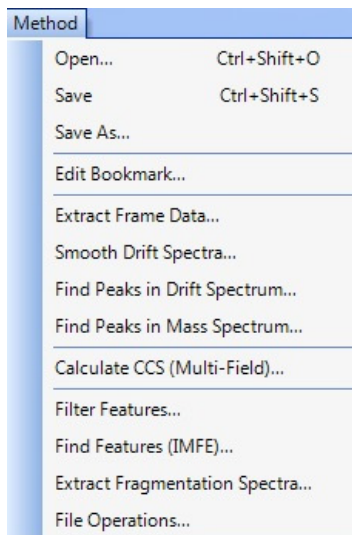 Method
Open... Ctrl+Shift+O
Save Ctrl+Shift+S
Save As...
Edit Bookmark...
Extract Frame Data...
Smooth Drift Spectra...
Find Peaks in Drift Spectrum...
Find Peaks in Mass Spectrum...
Calculate CCS (Multi-Field)...
Filter Features...
Find Features (IMFE)...
Extract Fragmentation Spectra...
File Operations...